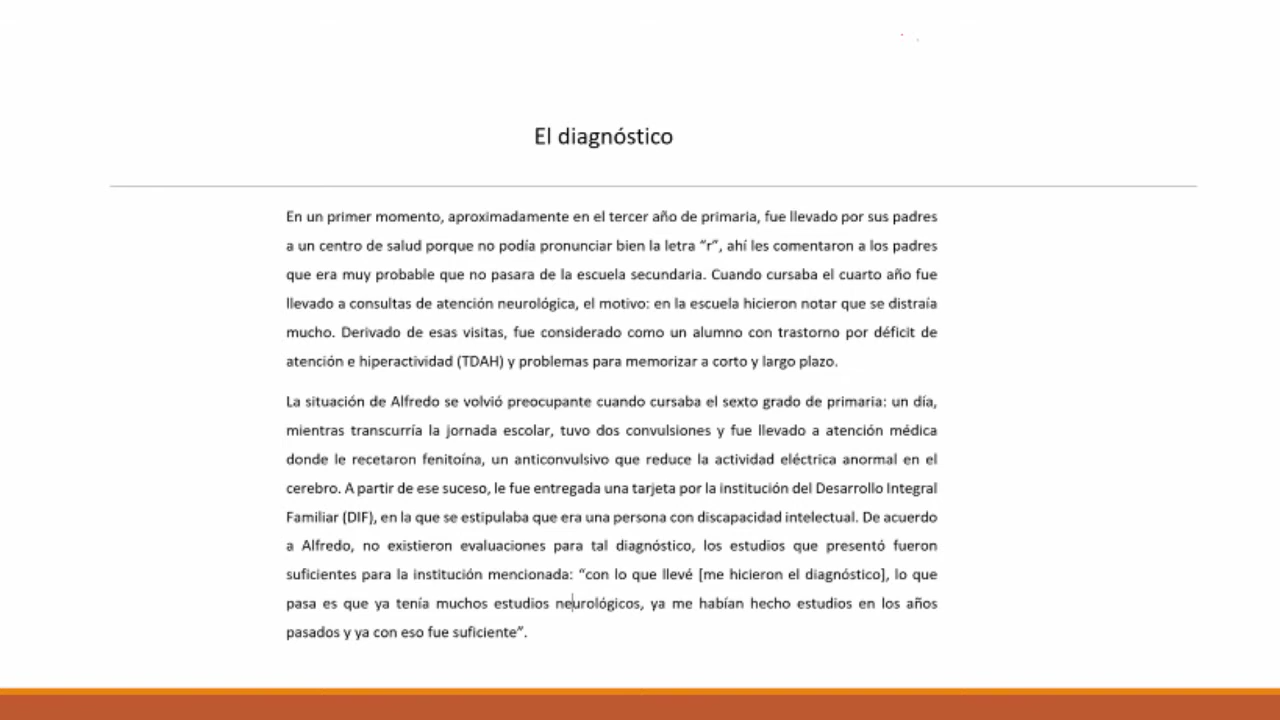 El diagnóstico
En un primer momento, aproximadamente en el tercer año de primaria, fue llevado por sus padres
a un centro de salud porque no podía pronunciar bien la letra “r”, ahí les comentaron a los padres
que era muy probable que no pasara de la escuela secundaria. Cuando cursaba el cuarto año fue
llevado a consultas de atención neurológica, el motivo: en la escuela hicieron notar que se distraía
mucho. Derivado de esas visitas, fue considerado como un alumno con trastorno por déficit de
atención e hiperactividad (TDAH) y problemas para memorizar a corto y largo plazo.
La situación de Alfredo se volvió preocupante cuando cursaba el sexto grado de primaria: un día,
mientras transcurría la jornada escolar, tuvo dos convulsiones y fue llevado a atención médica
donde le recetaron fenitoína, un anticonvulsivo que reduce la actividad eléctrica anormal en el
cerebro. A partir de ese suceso, le fue entregada una tarjeta por la institución del Desarrollo Integral
Familiar (DIF), en la que se estipulaba que era una persona con discapacidad intelectual. De acuerdo
a Alfredo, no existieron evaluaciones para tal diagnóstico, los estudios que presentó fueron
suficientes para la institución mencionada: “con lo que llevé [me hicieron el diagnóstico], lo que
pasa es que ya tenía muchos estudios neurológicos, ya me habían hecho estudios en los años
pasados y ya con eso fue suficiente”.